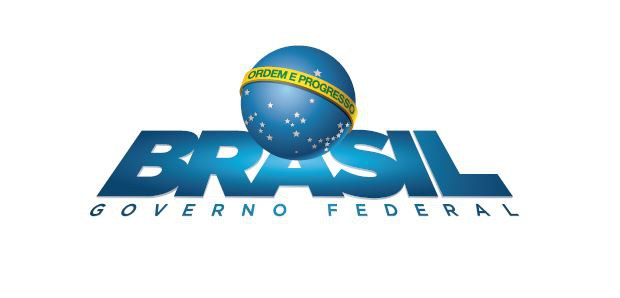 ORDEM E PROGRESSO
BRASIL
GOVERNO FEDERAL